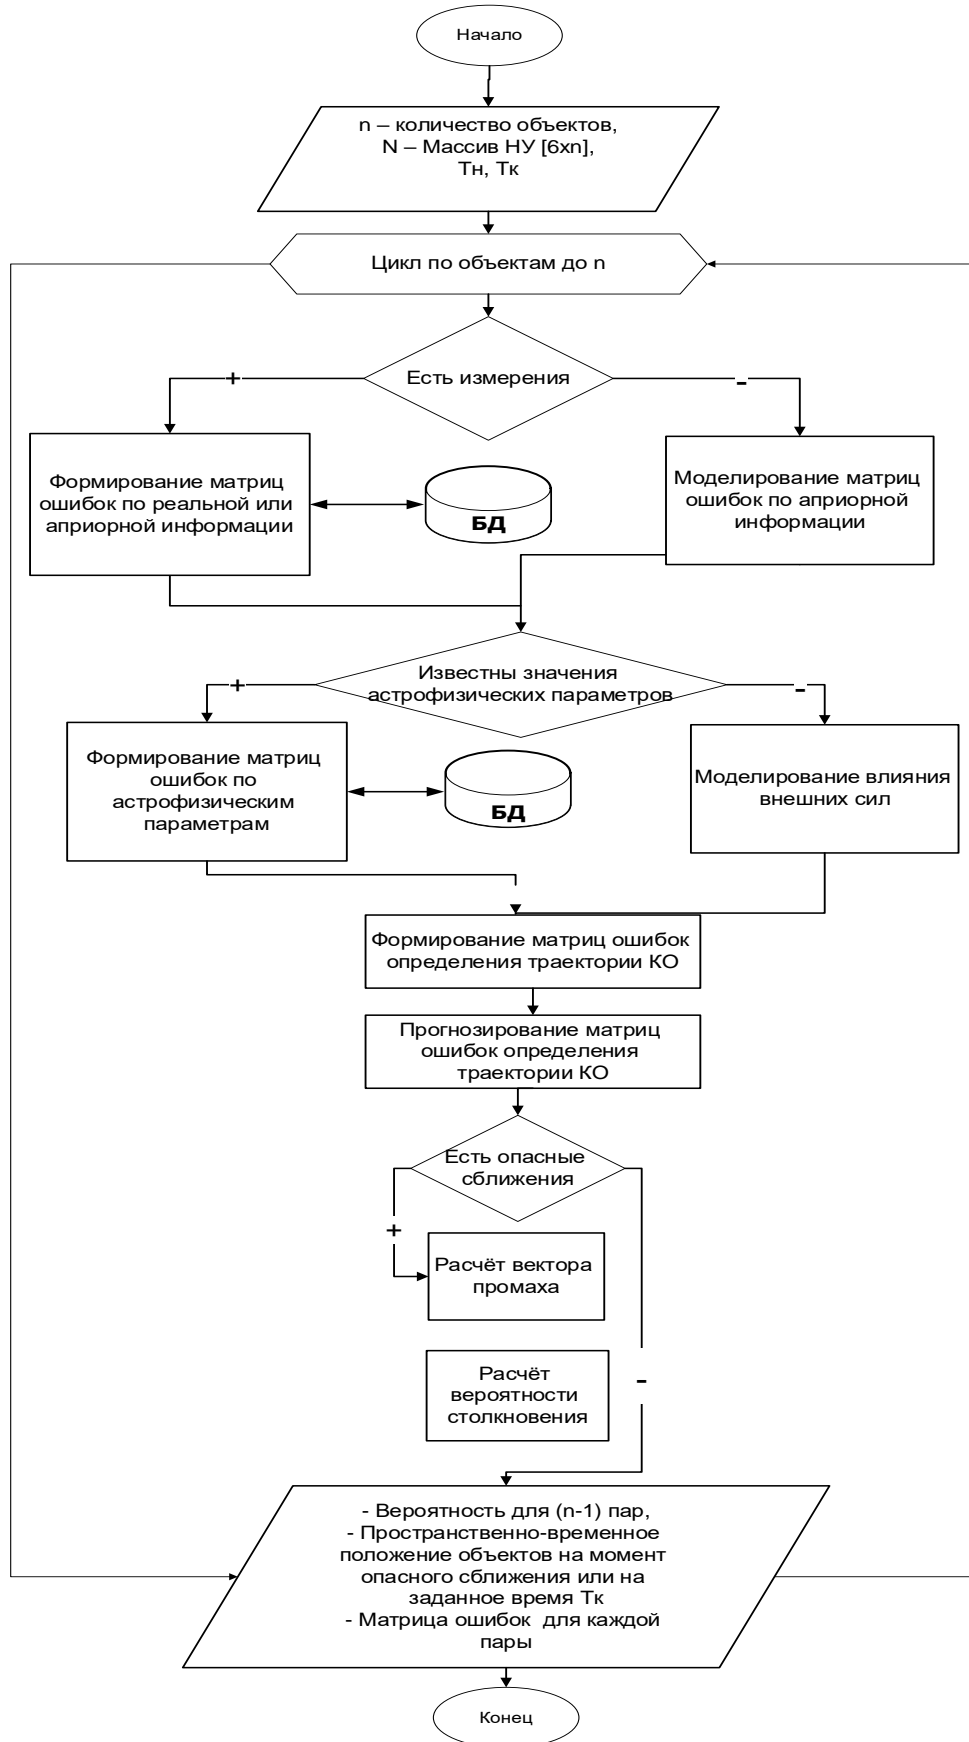 Начало
n – количество объектов,
N – Массив НУ [6xn],
Тн, Тк
Цикл по объектам до n
Есть измерения
+
-
Формирование матриц
ошибок по реальной или
априорной информации
БД
Моделирование матриц
ошибок по априорной
информации
Известны значения
астрофизических параметров
+
-
Формирование матриц
ошибок по
астрофизическим
параметрам
БД
Моделирование влияния
внешних сил
Формирование матриц ошибок
определения траектории КО
Прогнозирование матриц
ошибок определения
траектории КО
Есть опасные
сближения
+
Расчёт вектора
промаха
Расчёт
вероятности
столкновения
-
- Вероятность для (n-1) пар,
- Пространственно-временное
положение объектов на момент
опасного сближения или на
заданное время Тк
- Матрица ошибок для каждой
пары
Конец